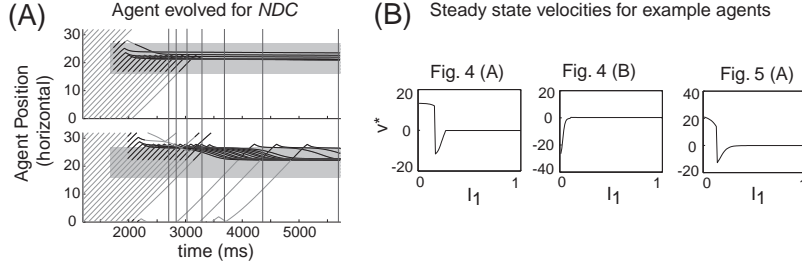 (A) Agent evolved for NDC
Agent Position
(horizontal)
30
20
10
0
30
20
10
0
2000 3000 4000 5000
time (ms)
(B) Steady state velocities for example agents
Fig. 4 (A)
v*
20
0
-20
0 1
I1
Fig. 4 (B)
20
0
-20
-40
0 1
I1
Fig. 5 (A)
40
20
0
-20
0 1
I1